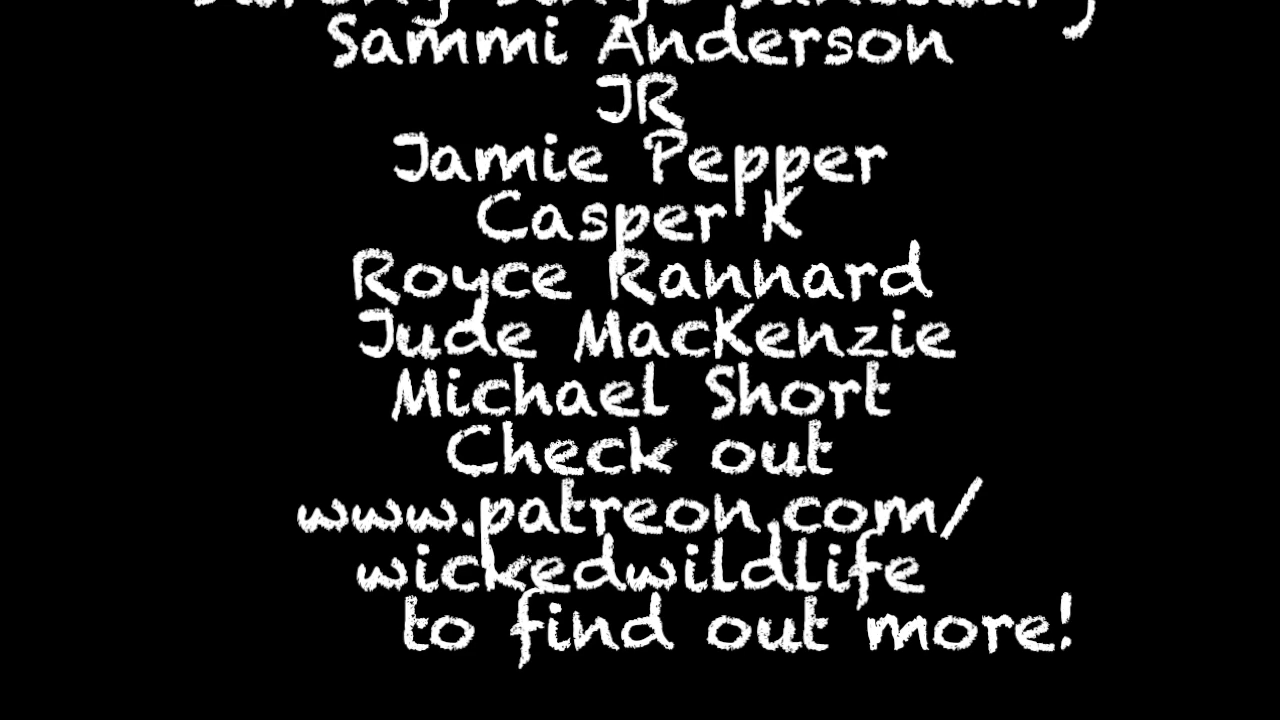 Sammi Anderson
JR
Jamie Pepper
Casper K
Royce Rannard
Jude MacKenzie
Michael Short
Check out
www.patreon.com/
wickedwildlife
to find out more!